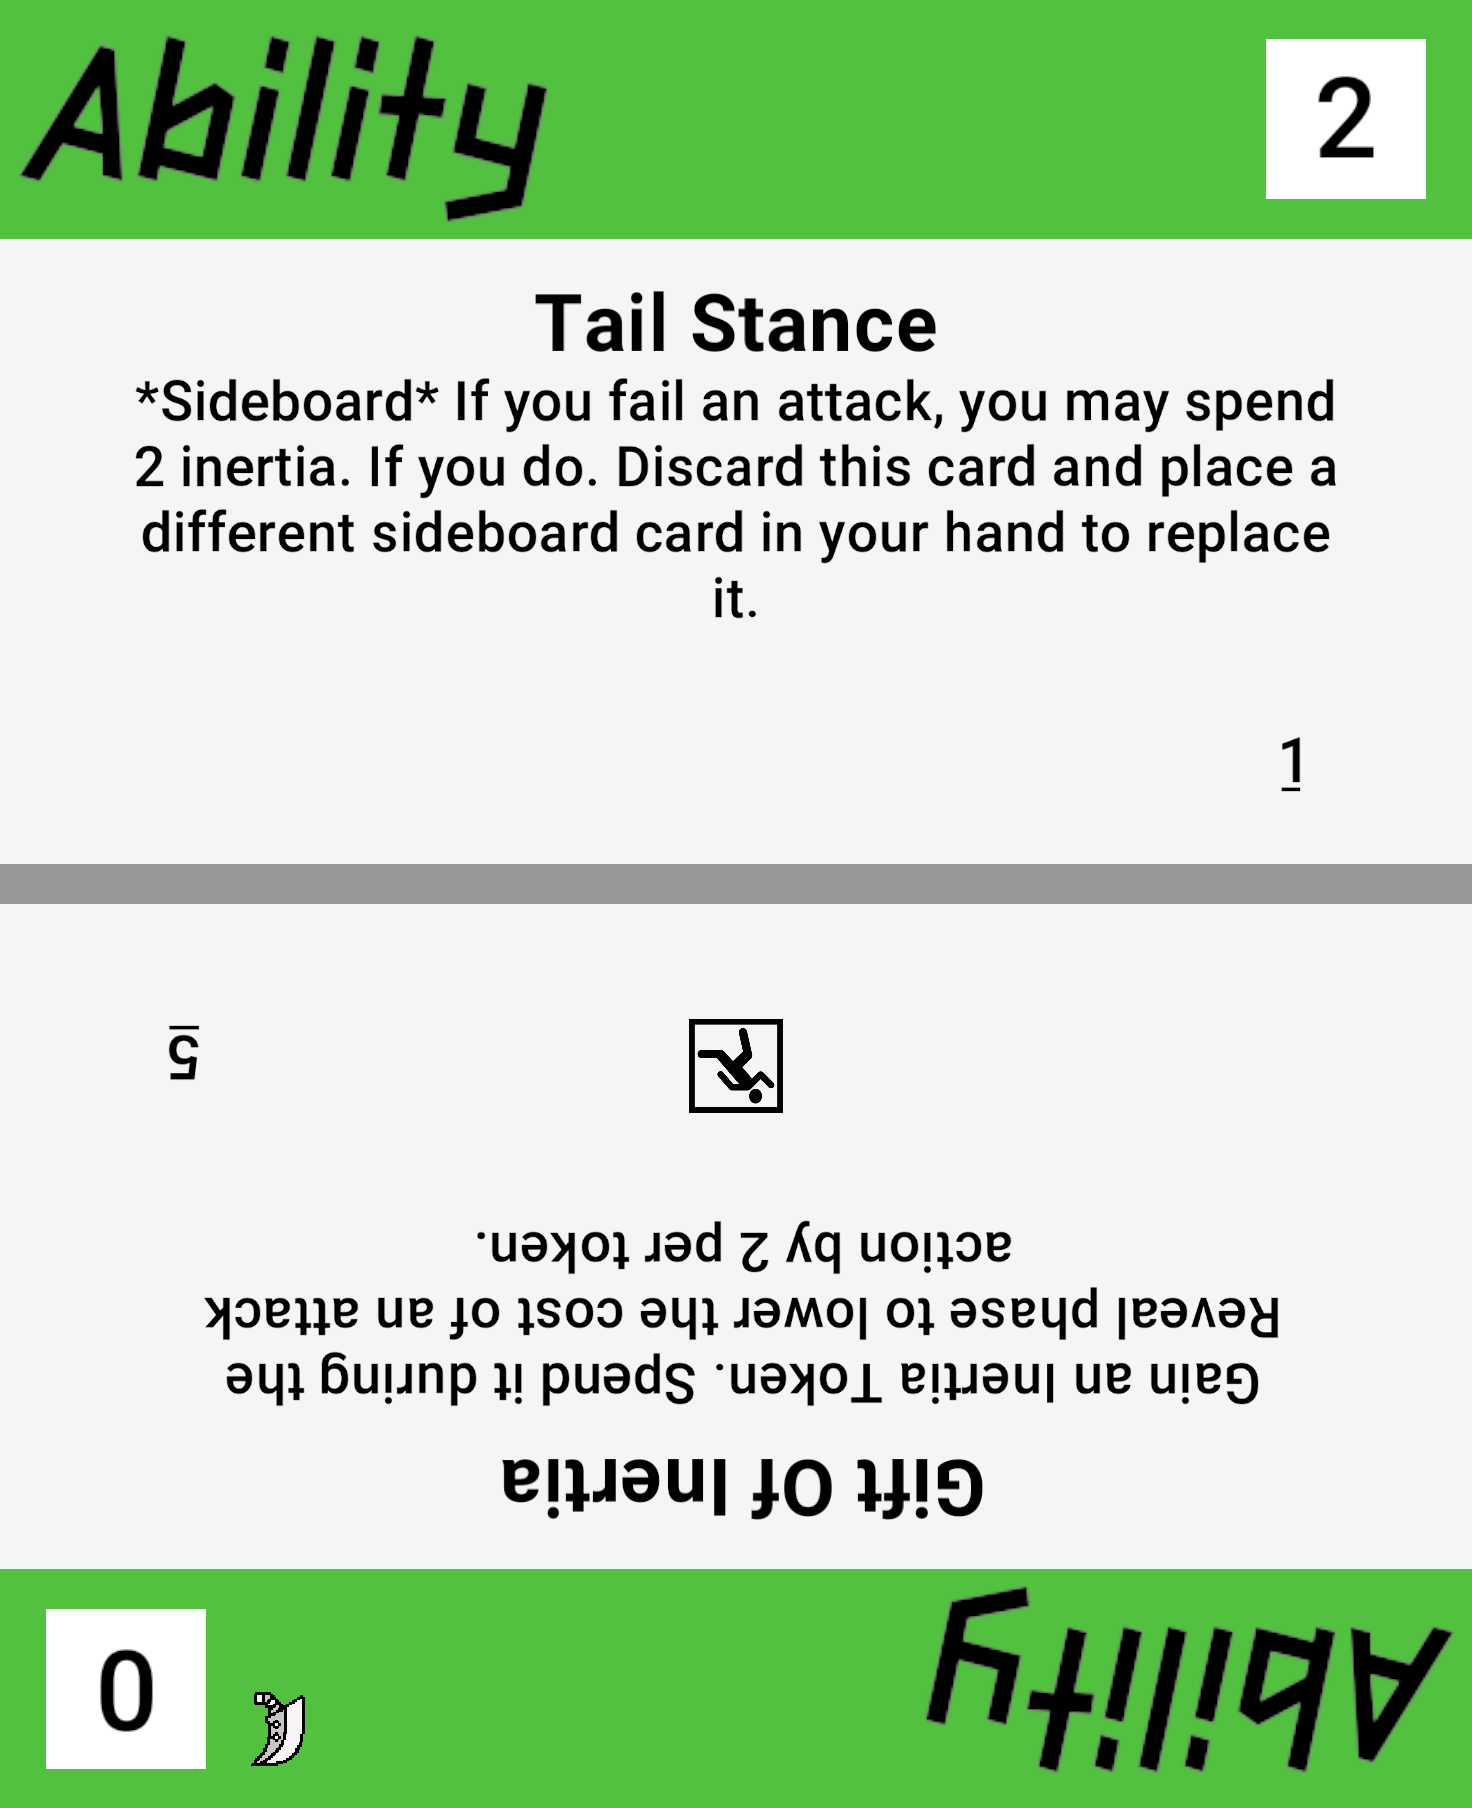 Ability
2
Tail Stance
*Sideboard* If you fail an attack, you may spend
2 inertia. If you do. Discard this card and place a
different sideboard card in your hand to replace
it.
1
Ability
0
Gift Of Inertia
Gain an Inertia Token. Spend it during the
Reveal phase to lower the cost of an attack
action by 2 per token.
5